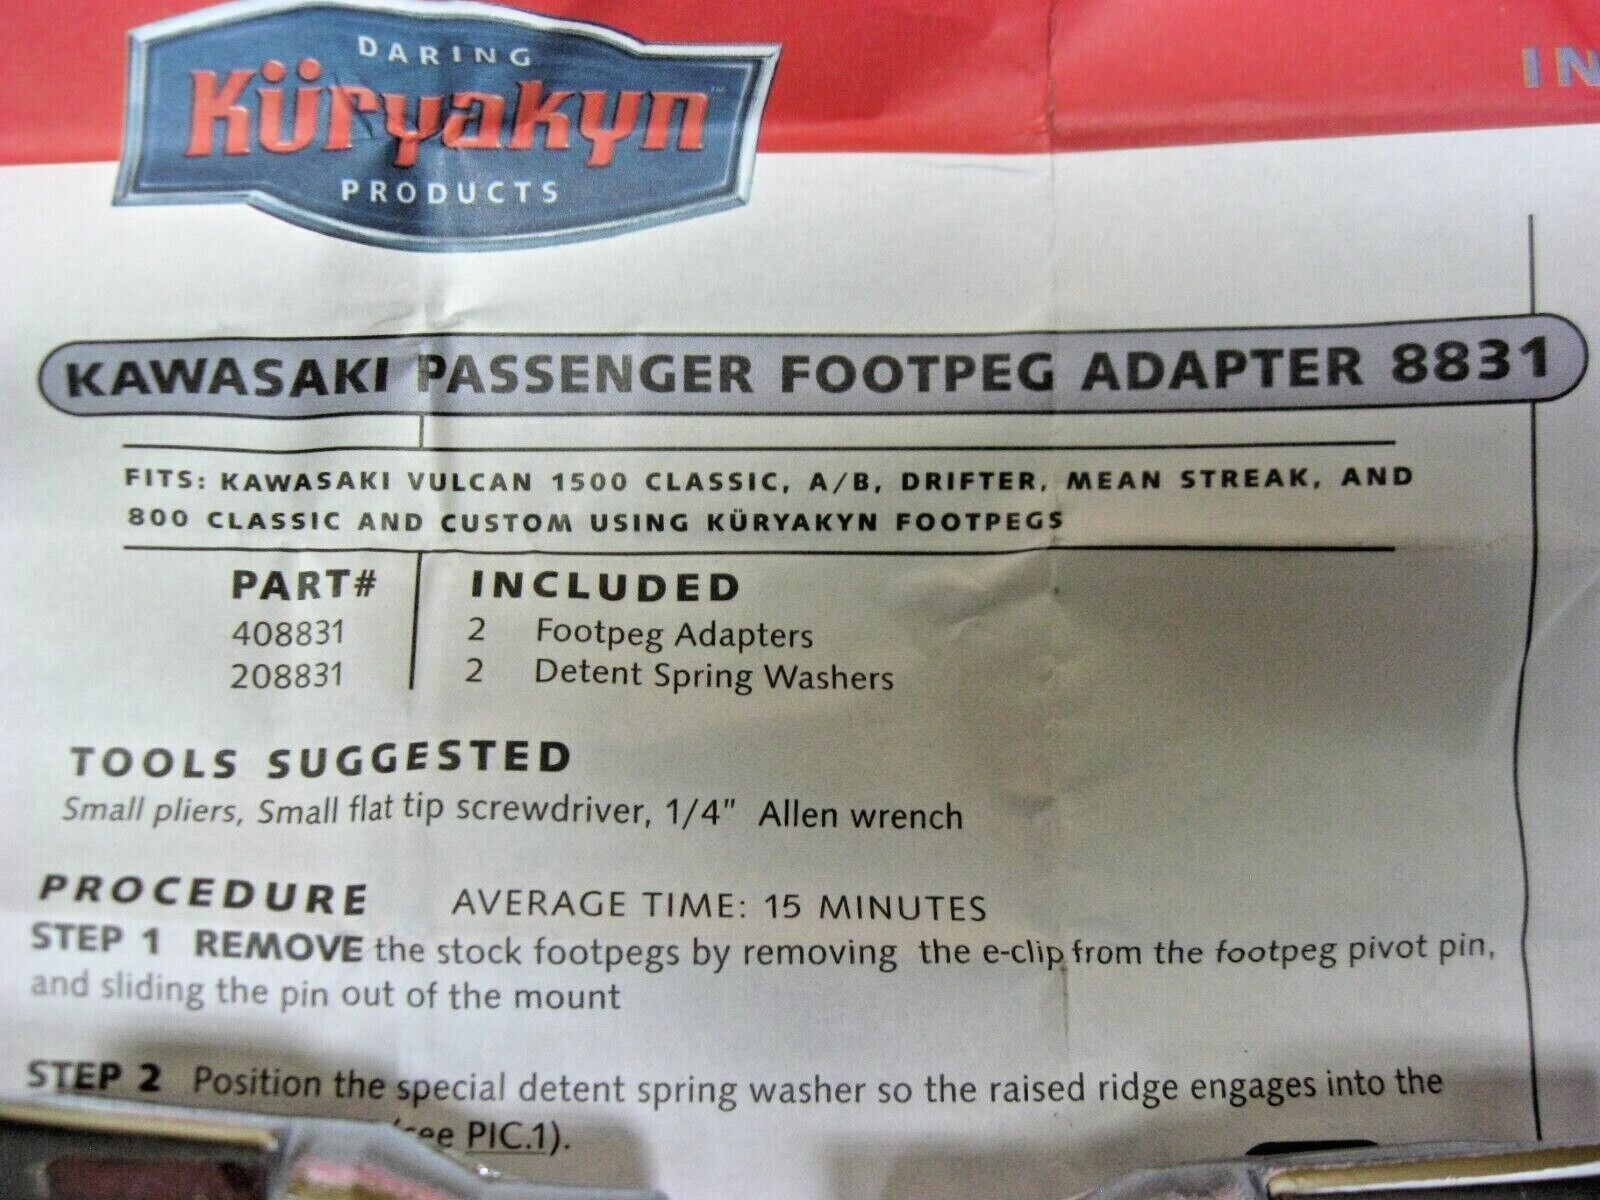 DARING
Küryakyn™
PRODUCTS
IN
KAWASAKI PASSENGER FOOTPEG ADAPTER 8831
FITS: KAWASAKI VULCAN 1500 CLASSIC, A/B, DRIFTER, MEAN STREAK, AND
800 CLASSIC AND CUSTOM USING KÜRYAKYN FOOTPEGS
PART# INCLUDED
408831 2 Footpeg Adapters
208831 2 Detent Spring Washers
TOOLS SUGGESTED
Small pliers, Small flat tip screwdriver, 1/4" Allen wrench
PROCEDURE AVERAGE TIME: 15 MINUTES
STEP 1 REMOVE the stock footpegs by removing the e-clip from the footpeg pivot pin,
and sliding the pin out of the mount
STEP 2 Position the special detent spring washer so the raised ridge engages into the
(see PIC.1).